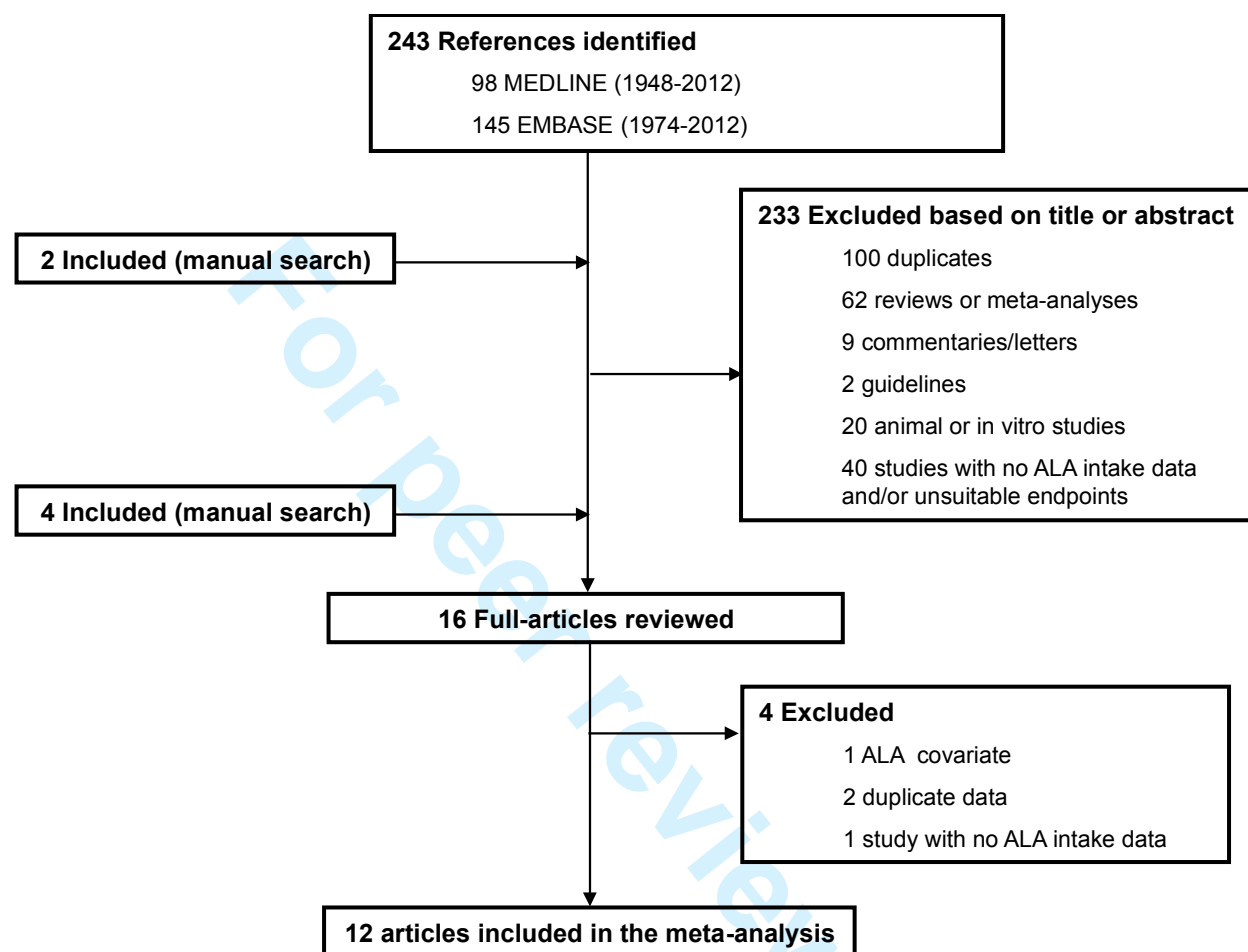 243 References identified
98 MEDLINE (1948-2012)
145 EMBASE (1974-2012)
2 Included (manual search)
233 Excluded based on title or abstract
100 duplicates
62 reviews or meta-analyses
9 commentaries/letters
2 guidelines
20 animal or in vitro studies
40 studies with no ALA intake data
and/or unsuitable endpoints
4 Included (manual search)
16 Full-articles reviewed
4 Excluded
1 ALA covariate
2 duplicate data
1 study with no ALA intake data
12 articles included in the meta-analysis
For peer review